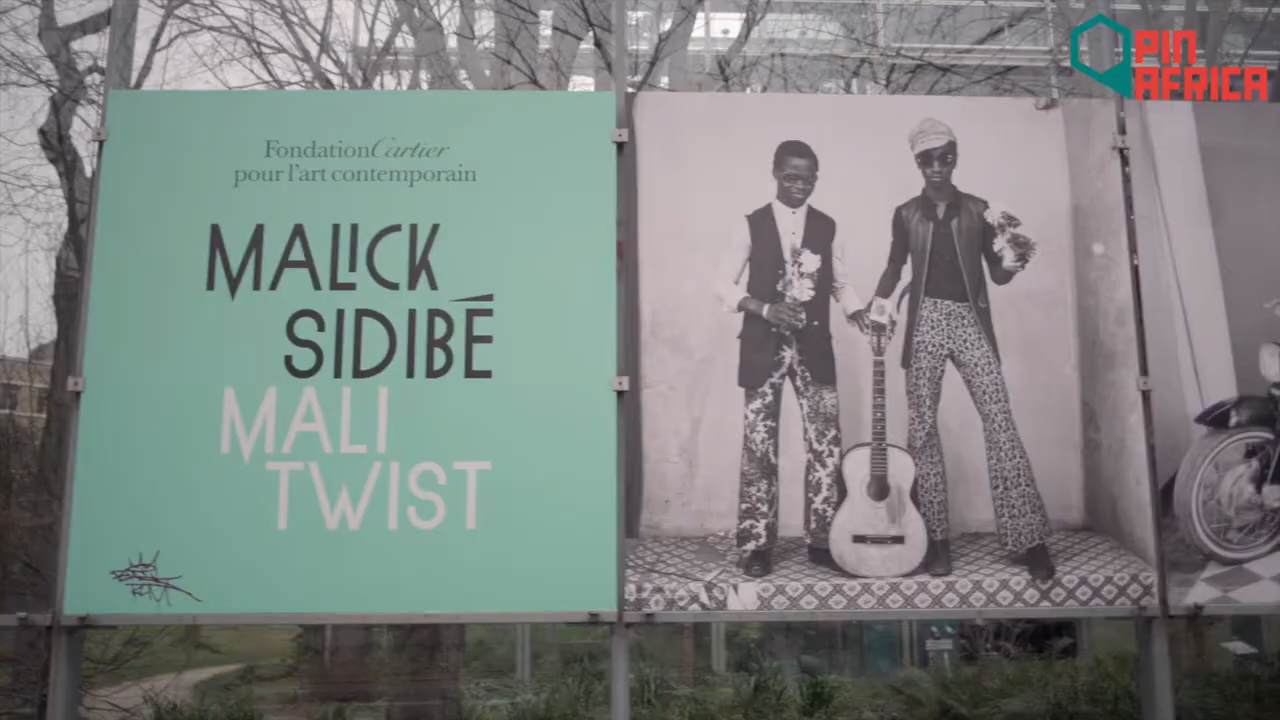 Fondation Cartier
pour l'art contemporain
MALICK
SIDIBÉ
MALI
TWIST
PIN
AFRICA